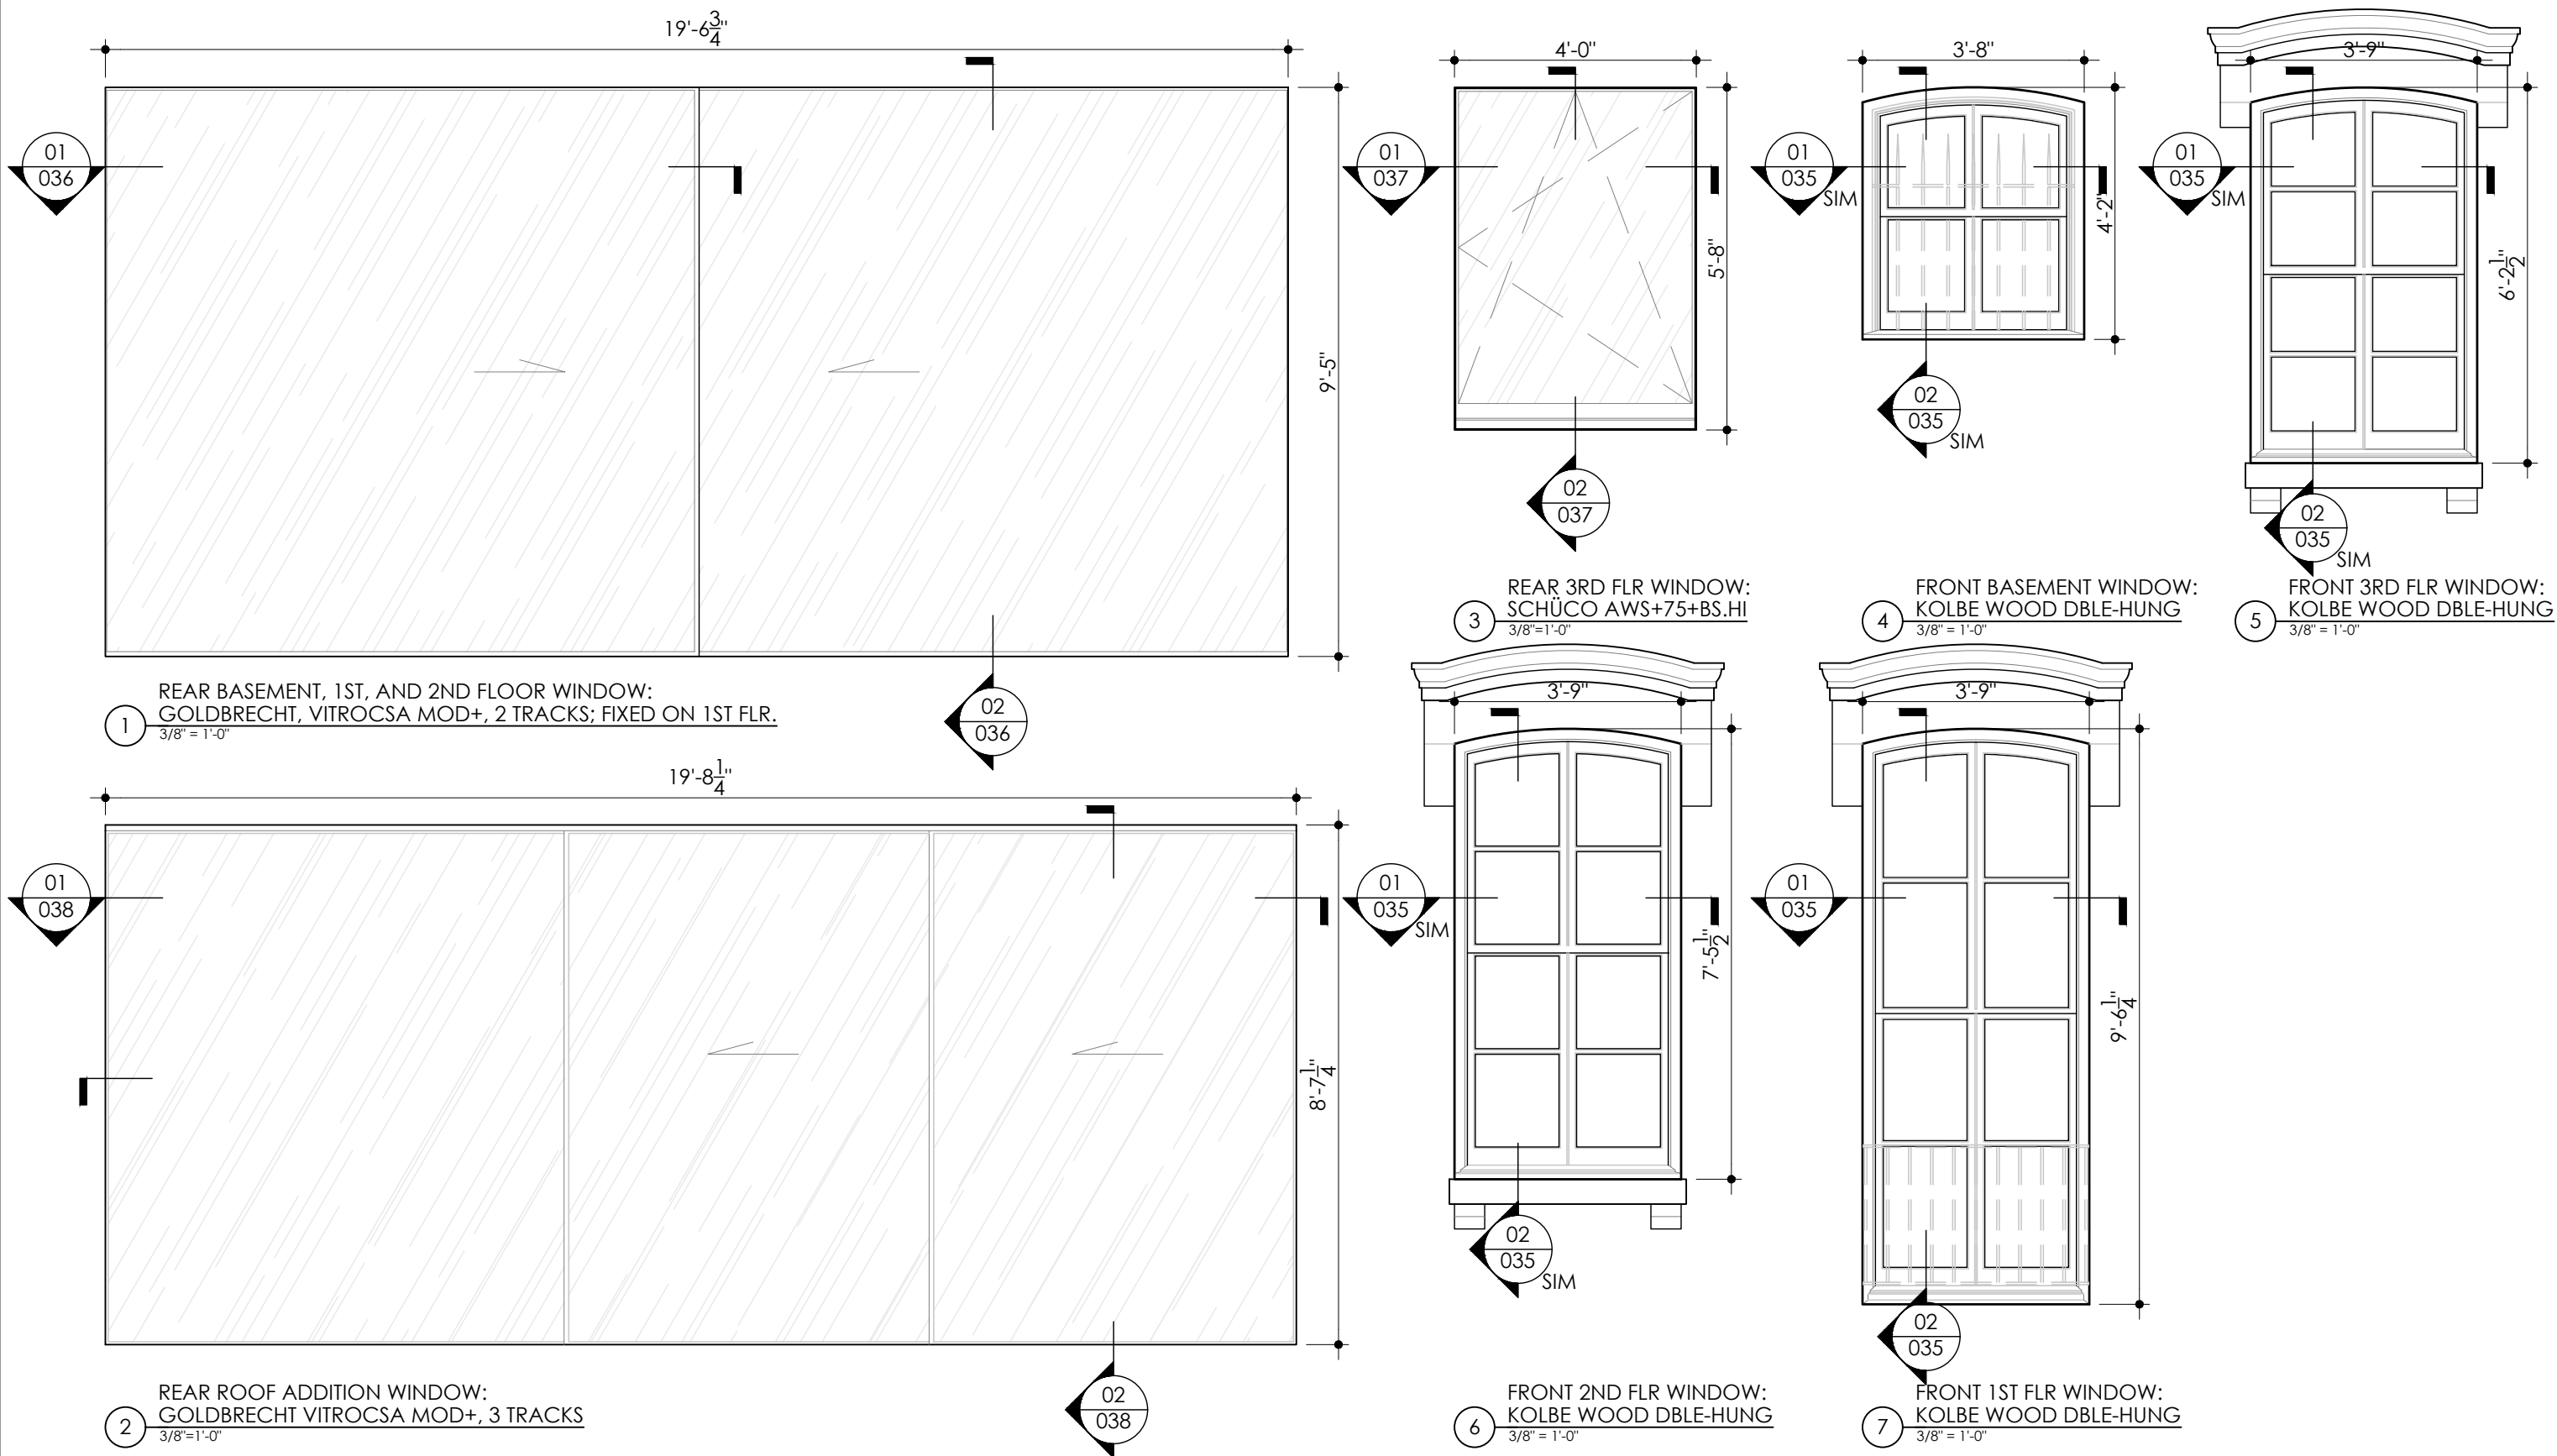 19'-6 3/4"
9'-5"
01
036
02
036
1
REAR BASEMENT, 1ST, AND 2ND FLOOR WINDOW:
GOLDBRECHT, VITROCSA MOD+, 2 TRACKS; FIXED ON 1ST FLR.
3/8" = 1'-0"
4'-0"
5'-8"
01
037
02
037
3
REAR 3RD FLR WINDOW:
SCHÜCO AWS+75+BS.HI
3/8"=1'-0"
3'-8"
4'-2"
01
035
SIM
02
035
SIM
4
FRONT BASEMENT WINDOW:
KOLBE WOOD DBLE-HUNG
3/8" = 1'-0"
3'-9"
6'-2 1/2"
01
035
SIM
02
035
SIM
5
FRONT 3RD FLR WINDOW:
KOLBE WOOD DBLE-HUNG
3/8" = 1'-0"
19'-8 1/4"
8'-7 1/4"
01
038
02
038
2
REAR ROOF ADDITION WINDOW:
GOLDBRECHT VITROCSA MOD+, 3 TRACKS
3/8"=1'-0"
3'-9"
7'-5 1/2"
01
035
SIM
02
035
SIM
6
FRONT 2ND FLR WINDOW:
KOLBE WOOD DBLE-HUNG
3/8" = 1'-0"
3'-9"
9'-6 1/4"
01
035
02
035
7
FRONT 1ST FLR WINDOW:
KOLBE WOOD DBLE-HUNG
3/8" = 1'-0"